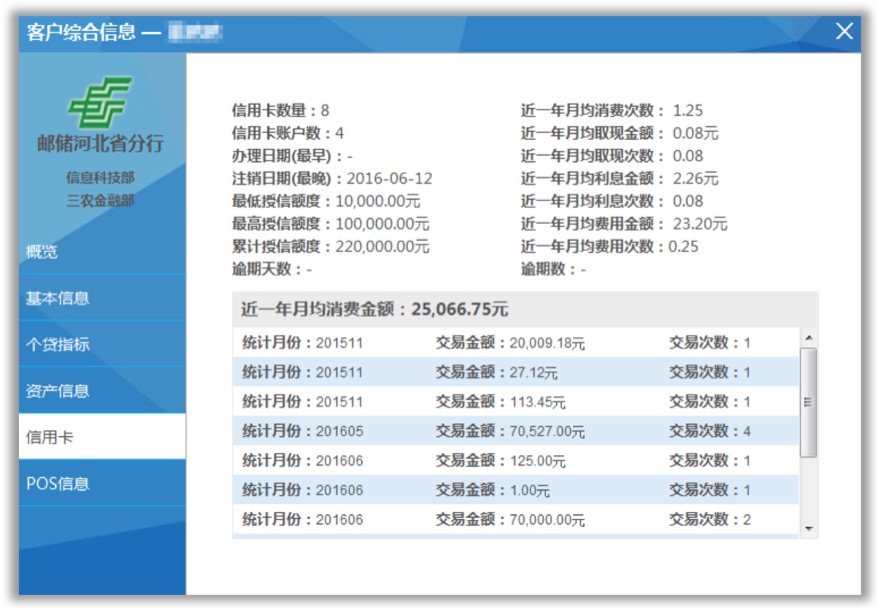 客户综合信息 —
邮储河北省分行
信息科技部
三农金融部
概览
基本信息
个贷指标
资产信息
信用卡
POS信息
信用卡数量：8
信用卡账户数：4
办理日期(最早)：-
注销日期(最晚)：2016-06-12
最低授信额度：10,000.00元
最高授信额度：100,000.00元
累计授信额度：220,000.00元
逾期天数：-
近一年月均消费次数： 1.25
近一年月均取现金额： 0.08元
近一年月均取现次数： 0.08
近一年月均利息金额： 2.26元
近一年月均利息次数： 0.08
近一年月均费用金额： 23.20元
近一年月均费用次数：0.25
逾期数：-
近一年月均消费金额：25,066.75元
统计月份：201511 交易金额：20,009.18元 交易次数：1
统计月份：201511 交易金额：27.12元 交易次数：1
统计月份：201511 交易金额：113.45元 交易次数：1
统计月份：201605 交易金额：70,527.00元 交易次数：4
统计月份：201606 交易金额：125.00元 交易次数：1
统计月份：201606 交易金额：1.00元 交易次数：1
统计月份：201606 交易金额：70,000.00元 交易次数：2